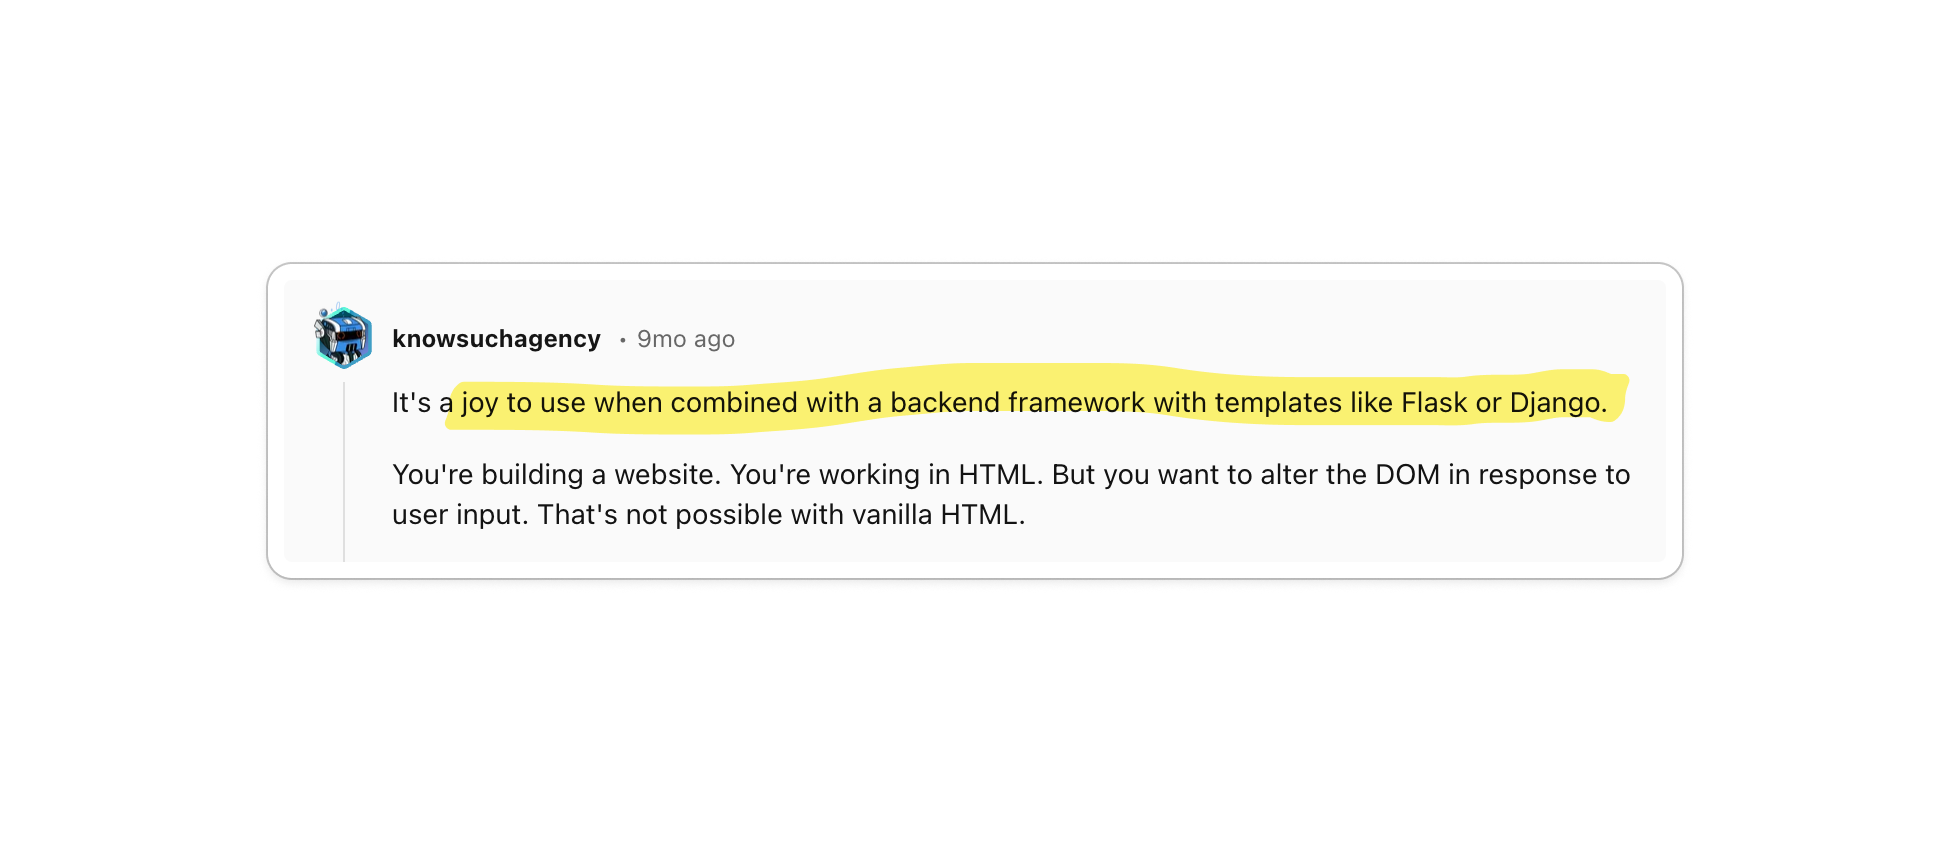 knowsuchagency • 9mo ago
It's a joy to use when combined with a backend framework with templates like Flask or Django.
You're building a website. You're working in HTML. But you want to alter the DOM in response to
user input. That's not possible with vanilla HTML.